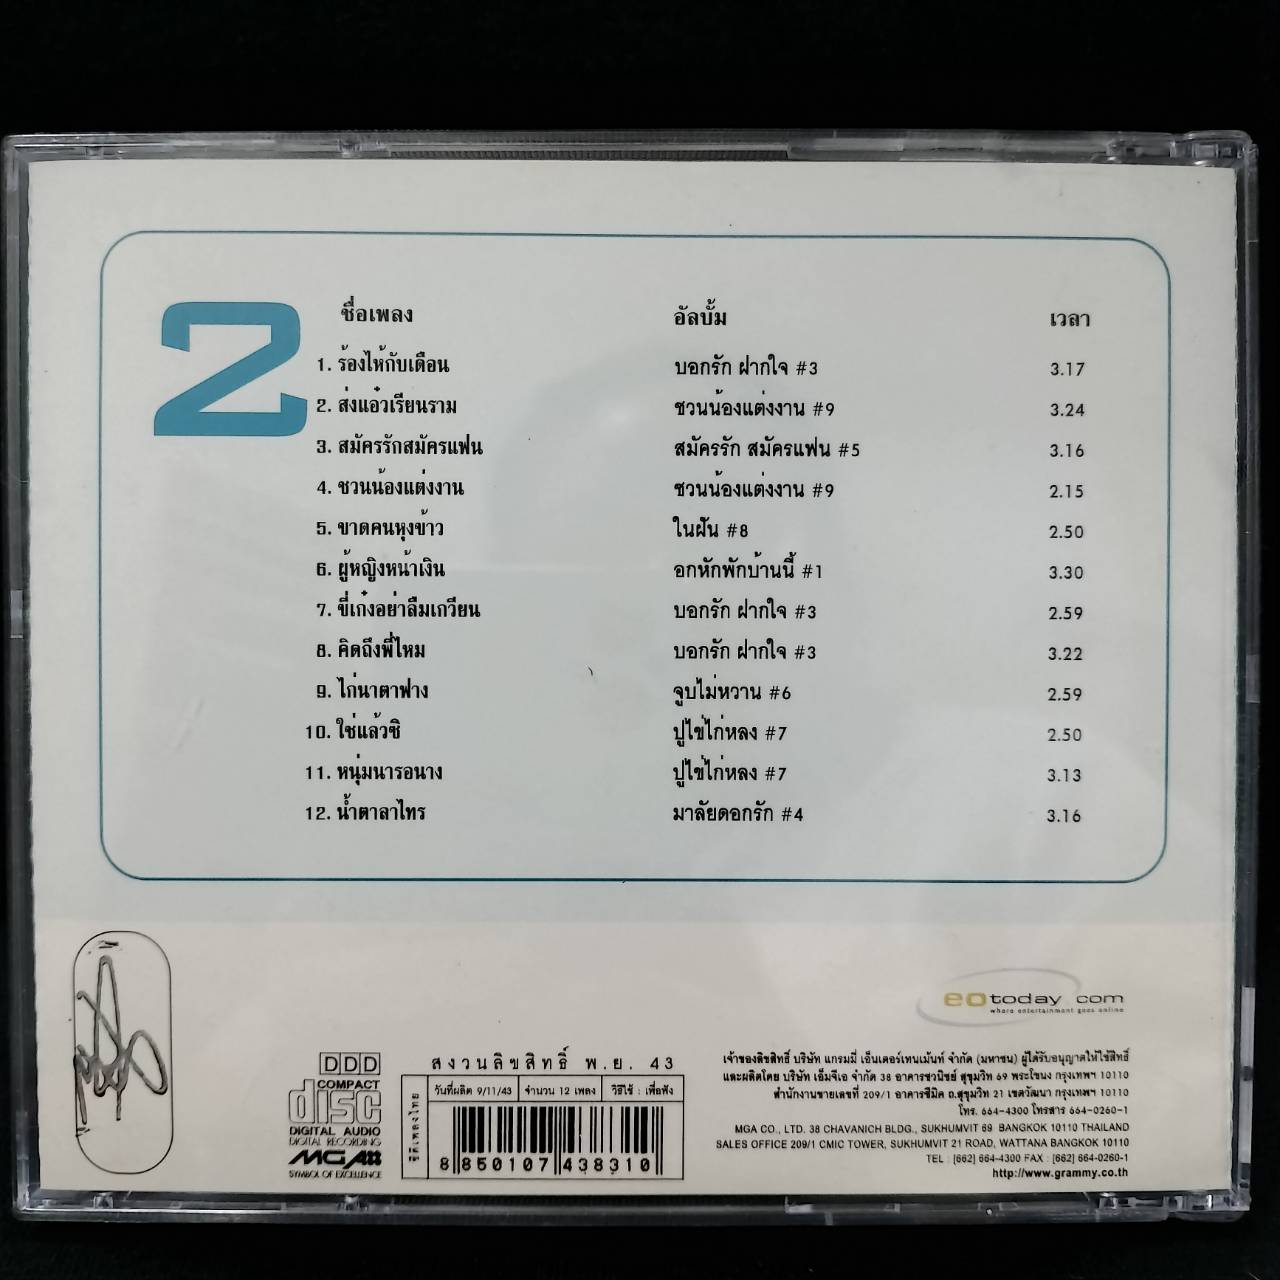 2
ชื่อเพลง อัลบั้ม เวลา
1. ร้องไห้กับเดือน บอกรัก ฝากใจ #3 3.17
2. ส่งแอ๋วเรียนราม ชวนน้องแต่งงาน #9 3.24
3. สมัครรักสมัครแฟน สมัครรัก สมัครแฟน #5 3.16
4. ชวนน้องแต่งงาน ชวนน้องแต่งงาน #9 2.15
5. ขาดคนหุงข้าว ในฝัน #8 2.50
6. ผู้หญิงหน้าเงิน อกหักพักบ้านนี้ #1 3.30
7. ขี่เก๋งอย่าลืมเกวียน บอกรัก ฝากใจ #3 2.59
8. คิดถึงพี่ไหม บอกรัก ฝากใจ #3 3.22
9. ไก่นาตาฟาง จูบไม่หวาน #6 2.59
10. ใช่แล้วซิ ปูไข่ไก่หลง #7 2.50
11. หนุ่มนารอนาง ปูไข่ไก่หลง #7 3.13
12. น้ำตาลาไทร มาลัยดอกรัก #4 3.16
eotoday.com
where entertainment goes online
DDD
COMPACT
disc
DIGITAL AUDIO
DIGITAL RECORDING
MGA
SYMBOL OF EXCELLENCE
สงวนลิขสิทธิ์ พ.ย. 43
วันที่ผลิต 9/11/43 จำนวน 12 เพลง วิธีใช้ : เพื่อฟัง
ซีดีเพลงไทย
8 850107 438310
เจ้าของลิขสิทธิ์ บริษัท แกรมมี่ เอ็นเตอร์เทนเม้นท์ จำกัด (มหาชน) ผู้ได้รับอนุญาตให้ใช้สิทธิ์
และผลิตโดย บริษัท เอ็มจีเอ จำกัด 38 อาคารชวนิชย์ สุขุมวิท 69 พระโขนง กรุงเทพฯ 10110
สำนักงานขายเลขที่ 209/1 อาคารซีมิค ถ.สุขุมวิท 21 เขตวัฒนา กรุงเทพฯ 10110
โทร. 664-4300 โทรสาร 664-0260-1
MGA CO., LTD. 38 CHAVANICH BLDG., SUKHUMVIT 69 BANGKOK 10110 THAILAND
SALES OFFICE 209/1 CMIC TOWER, SUKHUMVIT 21 ROAD, WATTANA BANGKOK 10110
TEL : [662] 664-4300 FAX : [662] 664-0260-1
http://www.grammy.co.th